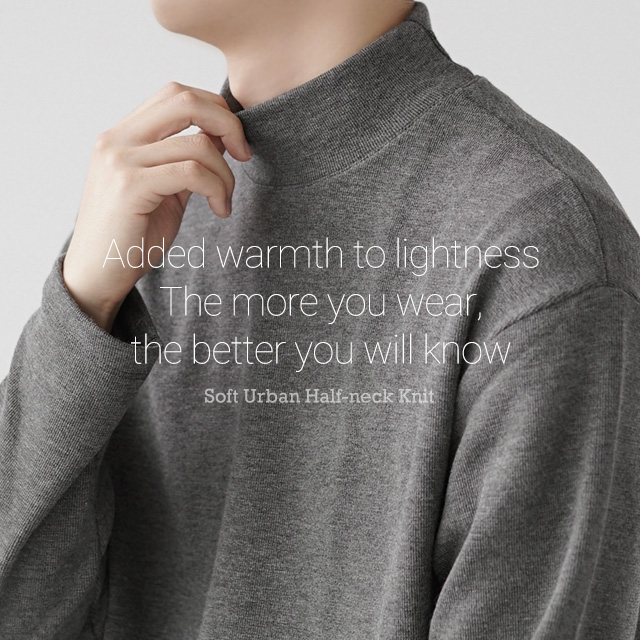 Added warmth to lightness
The more you wear,
the better you will know
Soft Urban Half-neck Knit